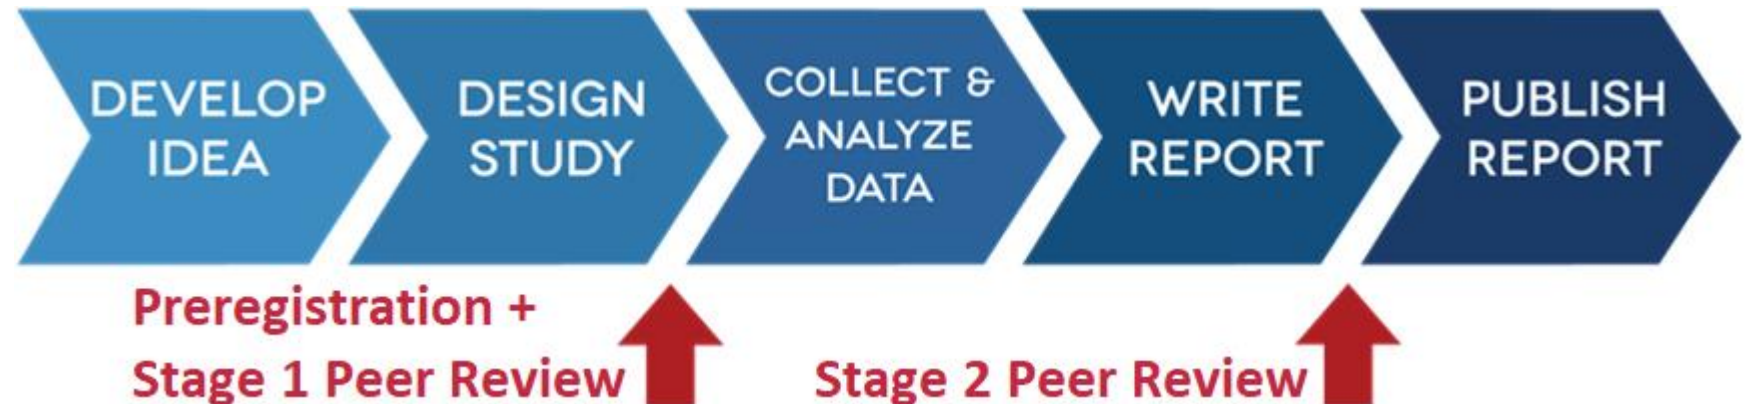 DEVELOP
IDEA
DESIGN
STUDY
COLLECT &
ANALYZE
DATA
WRITE
REPORT
PUBLISH
REPORT
Preregistration +
Stage 1 Peer Review
Stage 2 Peer Review